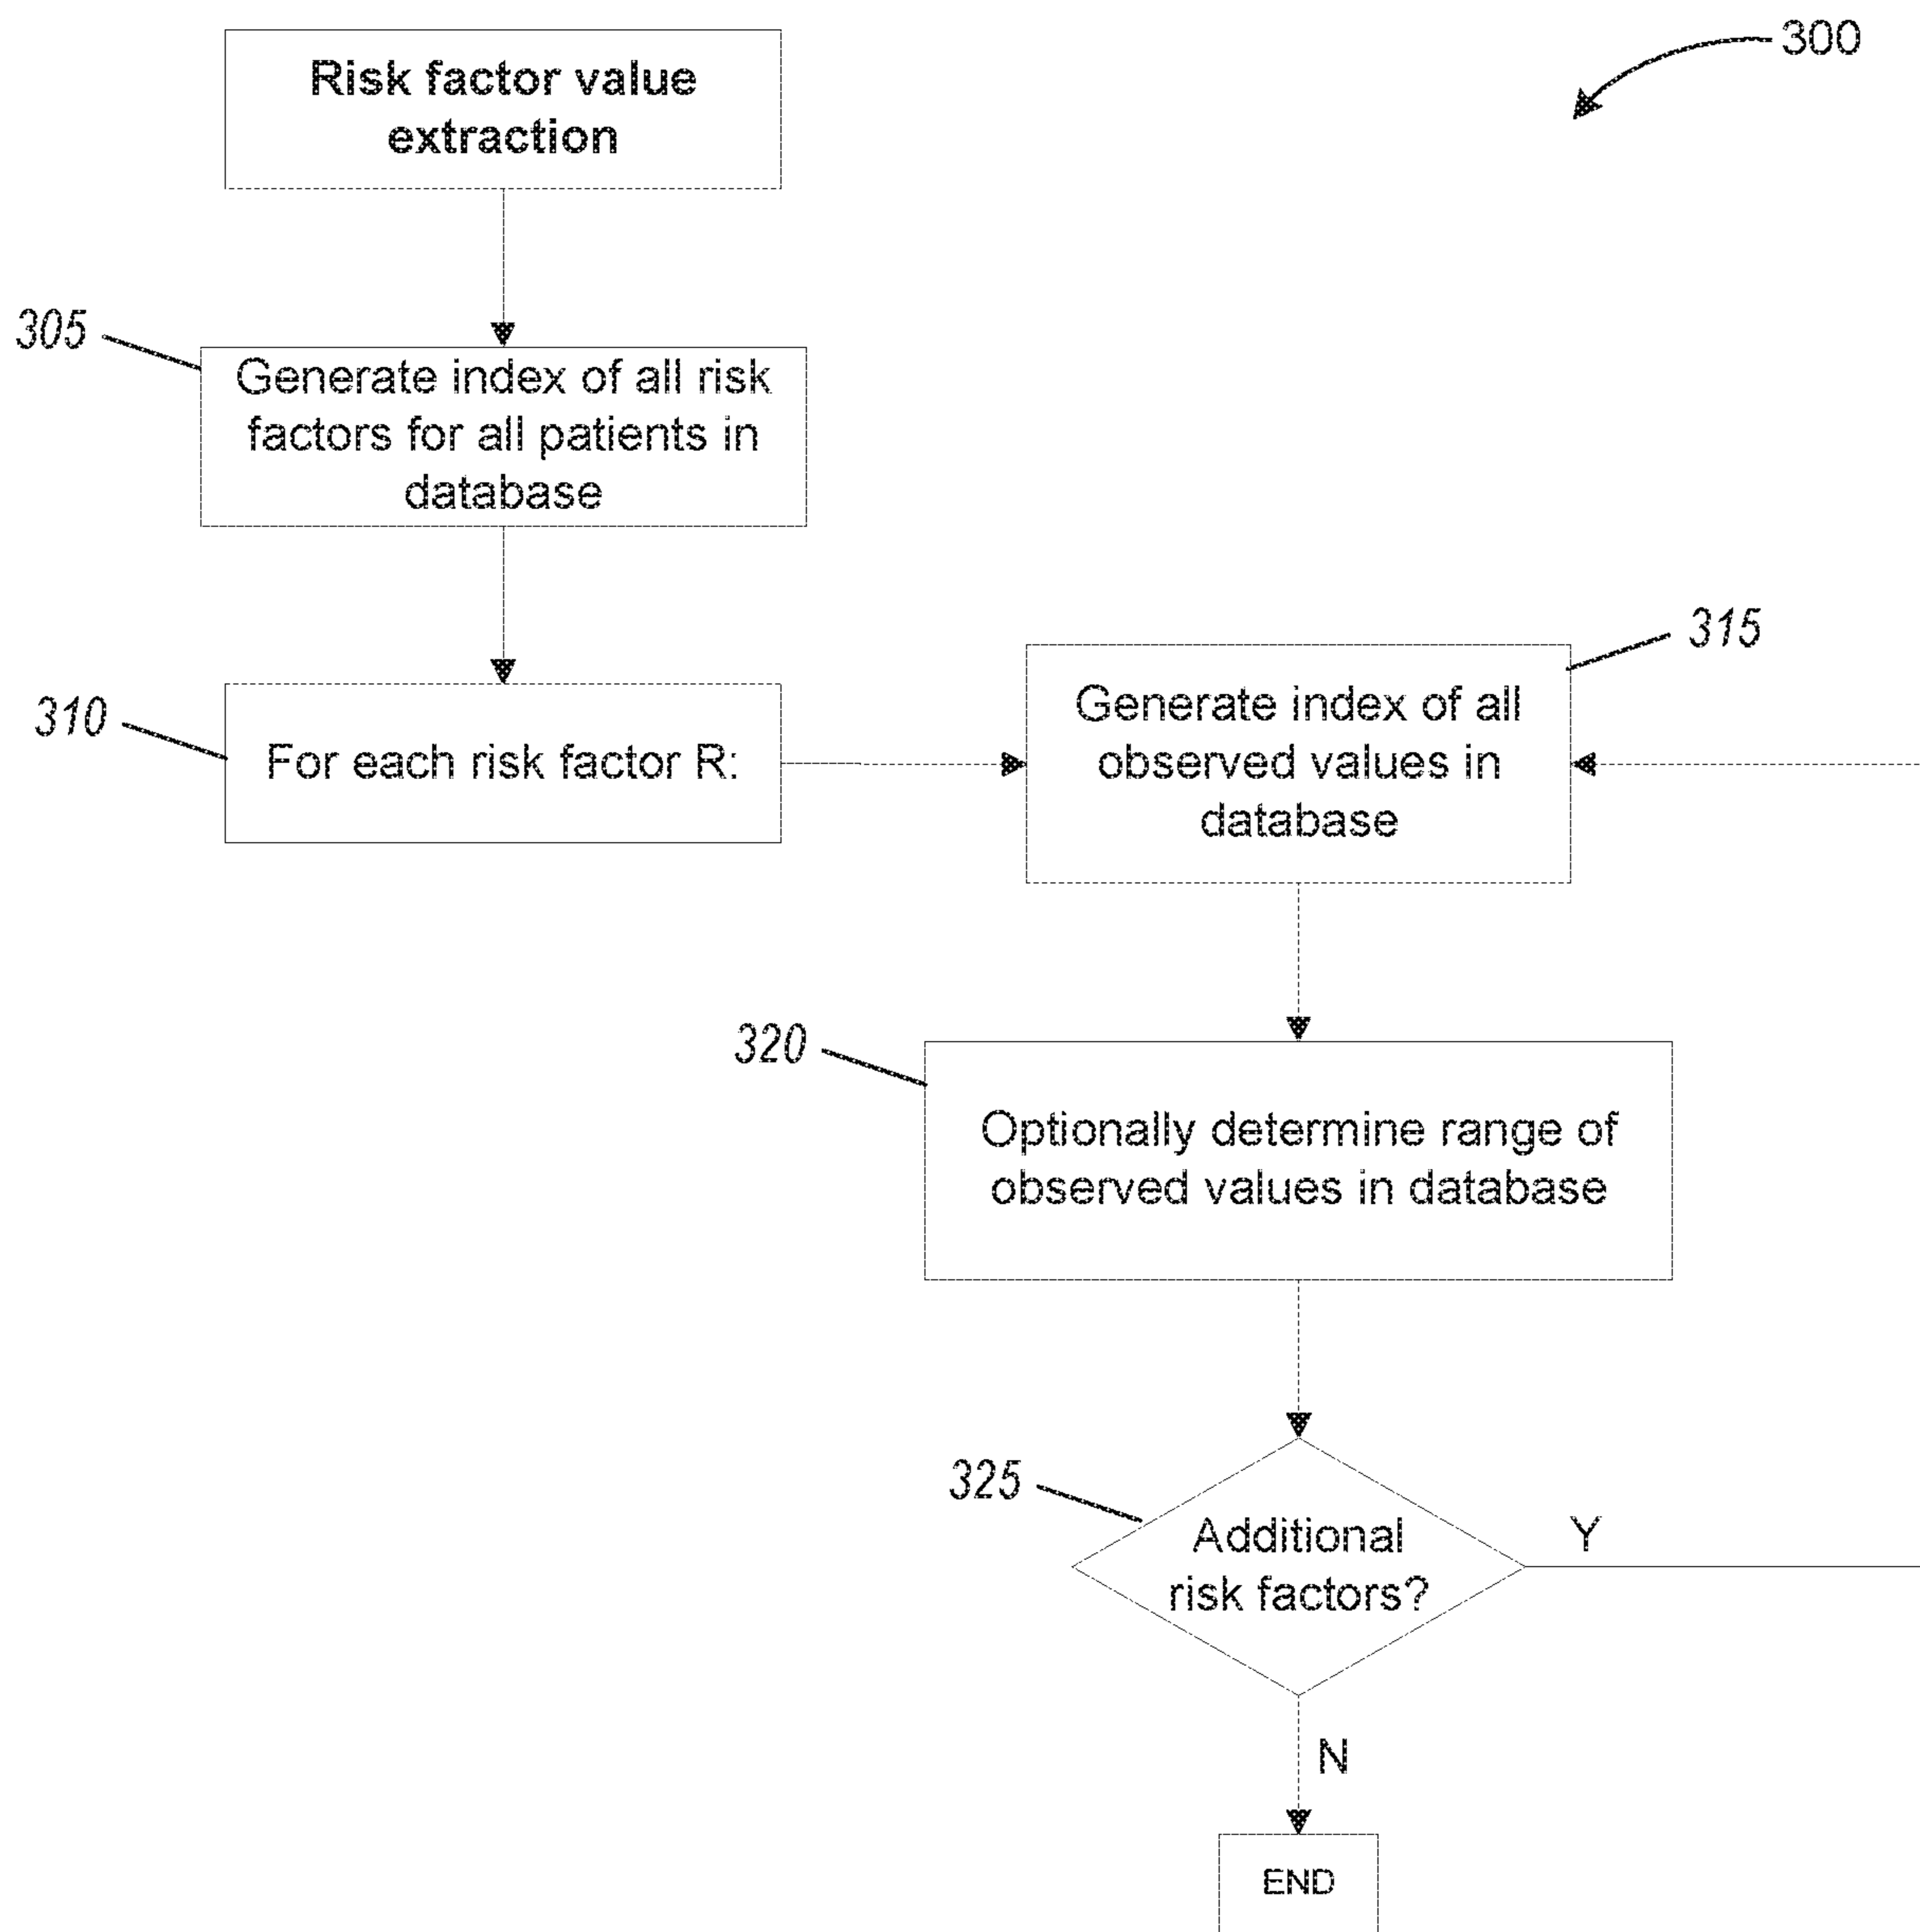 300
Risk factor value
extraction
305
Generate index of all risk
factors for all patients in
database
310
For each risk factor R:
315
Generate index of all
observed values in
database
320
Optionally determine range of
observed values in database
325
Additional
risk factors?
Y
N
END